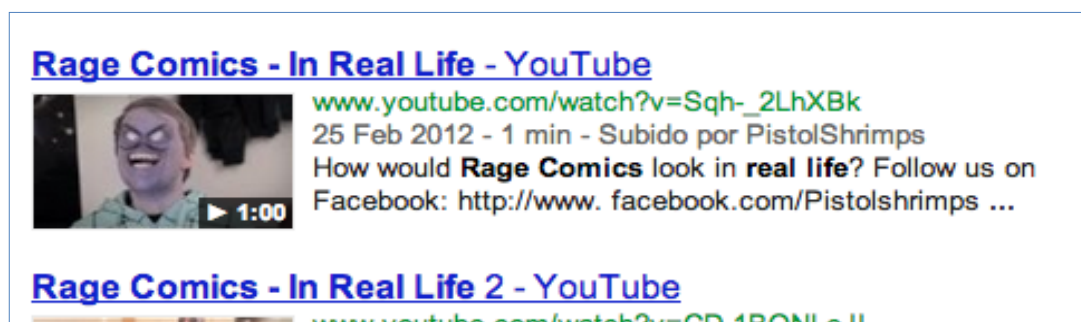 Rage Comics - In Real Life - YouTube
www.youtube.com/watch?v=Sqh-_2LhXBk
25 Feb 2012 - 1 min - Subido por PistolShrimps
How would Rage Comics look in real life? Follow us on
1:00
Facebook: http://www. facebook.com/Pistolshrimps ...
Rage Comics - In Real Life 2 - YouTube